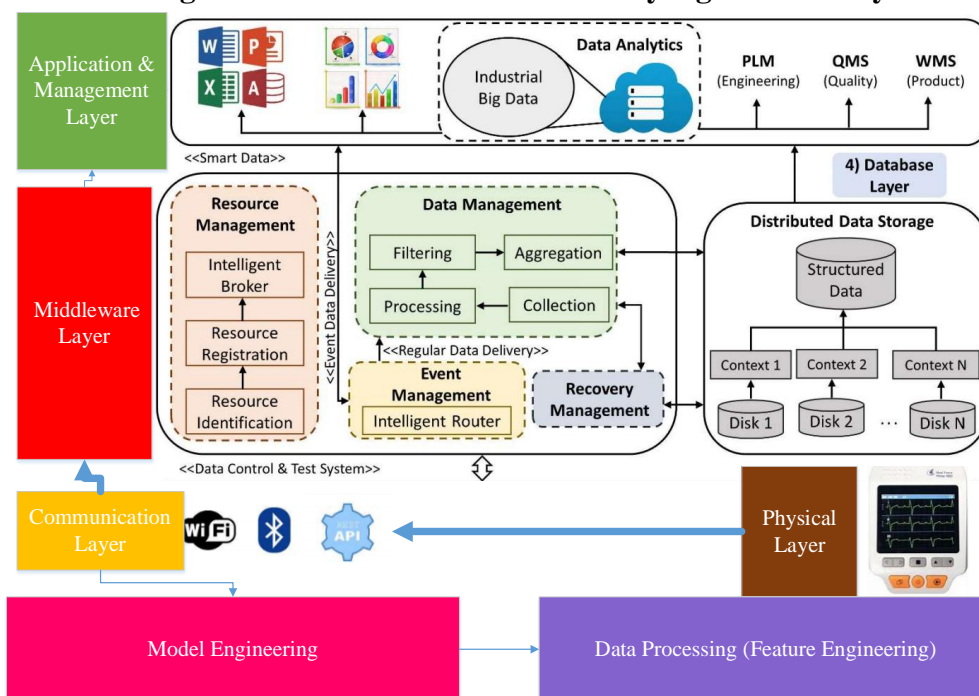 Application &
Management
Layer
W
P
X
A
Industrial
Big Data
Data Analytics
PLM
(Engineering)
QMS
(Quality)
WMS
(Product)
<<Smart Data>>
4) Database
Layer
Middleware
Layer
Resource
Management
Intelligent
Broker
Resource
Registration
Resource
Identification
<<Event Data Delivery>>
Data Management
Filtering
Aggregation
Processing
Collection
<<Regular Data Delivery>>
Event
Management
Intelligent Router
Recovery
Management
Distributed Data Storage
Structured
Data
Context 1
Context 2
Context N
Disk 1
Disk 2
...
Disk N
<<Data Control & Test System>>
Communication
Layer
WiFi
API
Physical
Layer
Model Engineering
Data Processing (Feature Engineering)